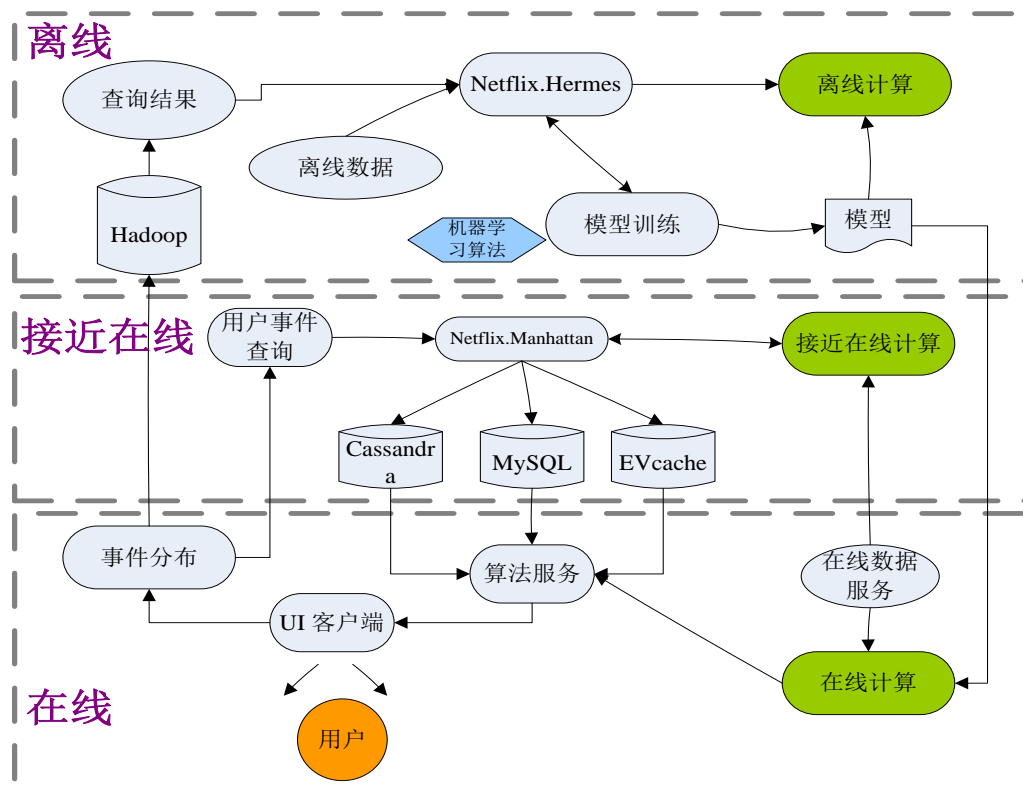 离线
查询结果
Netflix.Hermes
离线计算
离线数据
Hadoop
机器学
习算法
模型训练
模型
接近在线
用户事件
查询
Netflix.Manhattan
接近在线计算
Cassandr
a
MySQL
EVcache
事件分布
算法服务
在线数据
服务
UI 客户端
在线计算
在线
用户